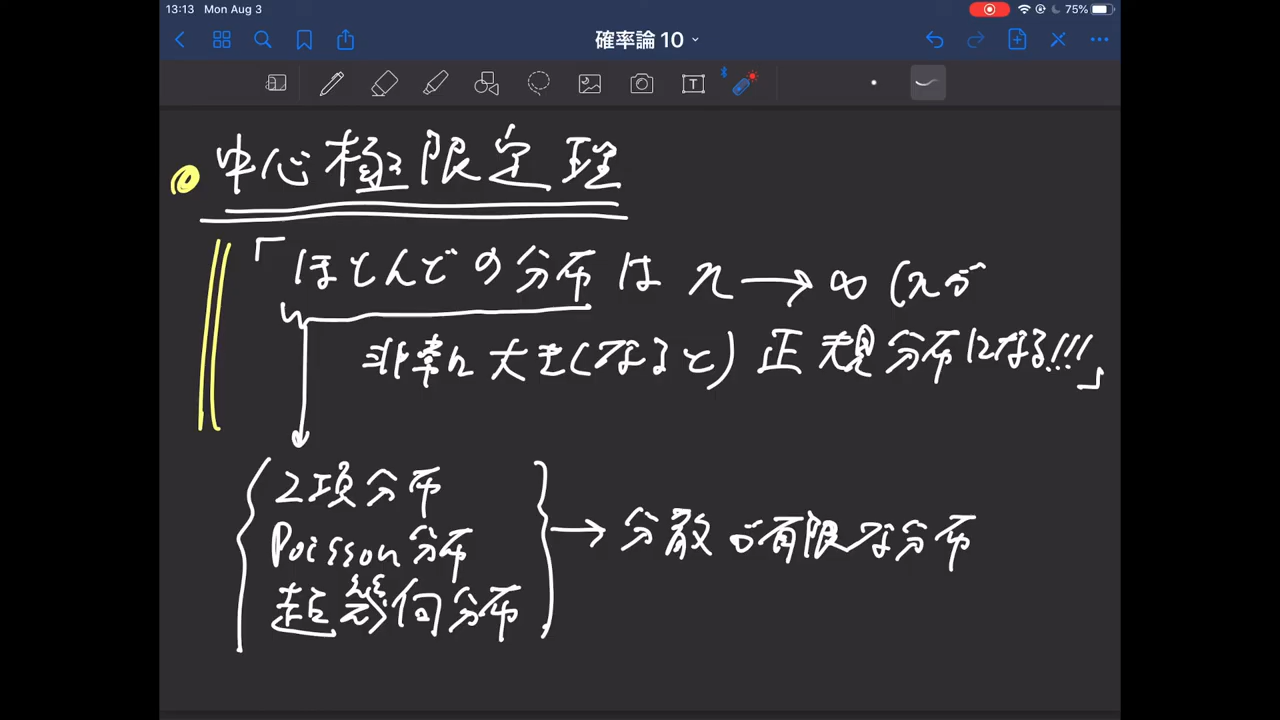 13:13 Mon Aug 3
75%
確率論 10
T
中心極限定理
「ほとんどの分布は n → ∞ (nが
非常に大きくなると) 正規分布になる!!!」
2項分布
Poisson分布
超幾何分布
→ 分散が有限な分布